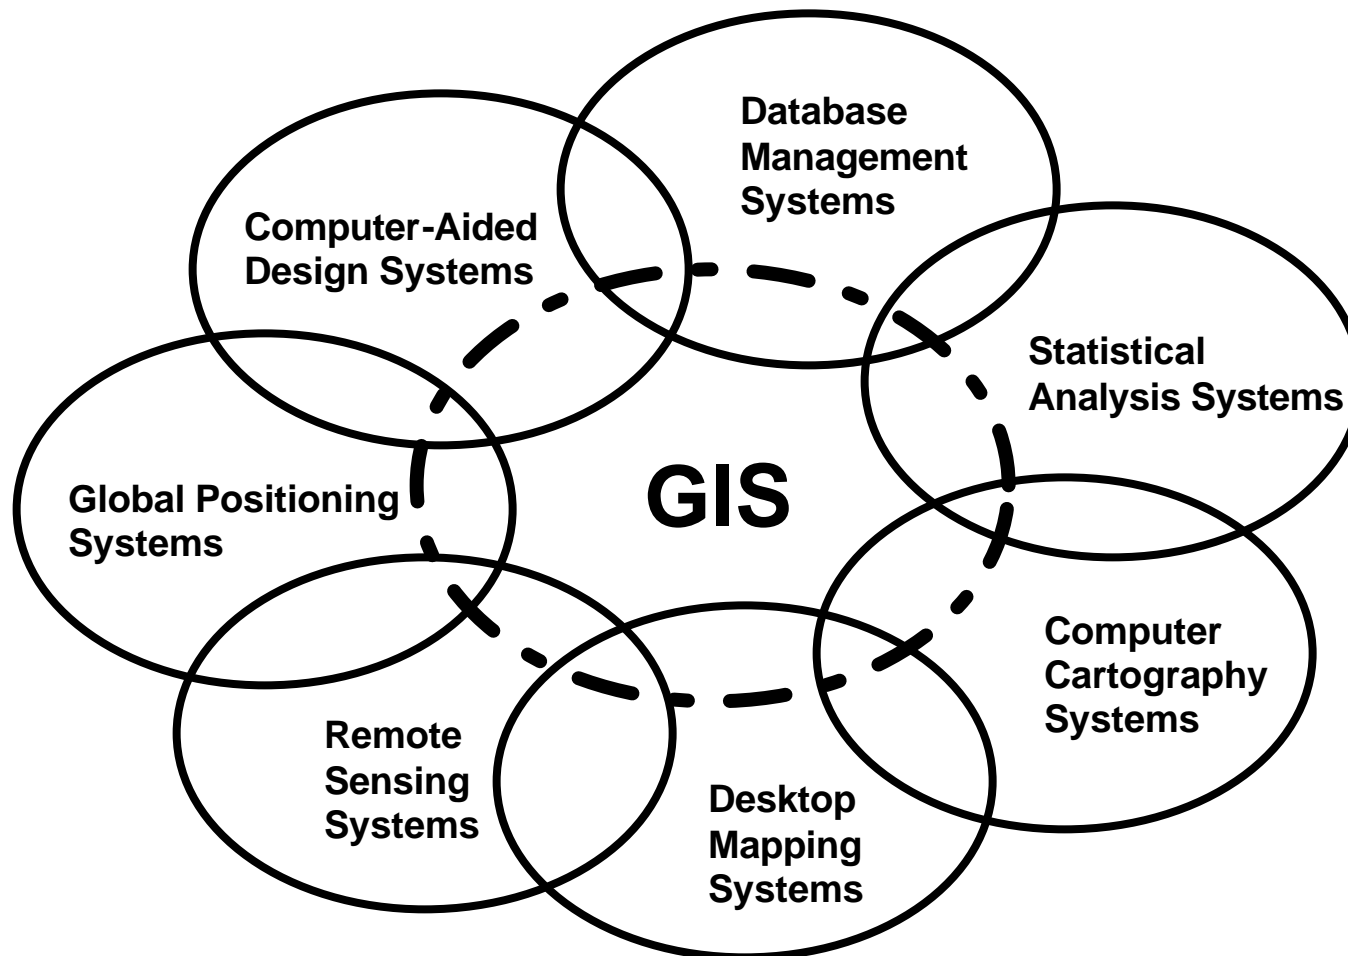 Database
Management
Systems
Computer-Aided
Design Systems
Statistical
Analysis Systems
GIS
Global Positioning
Systems
Computer
Cartography
Systems
Remote
Sensing
Systems
Desktop
Mapping
Systems